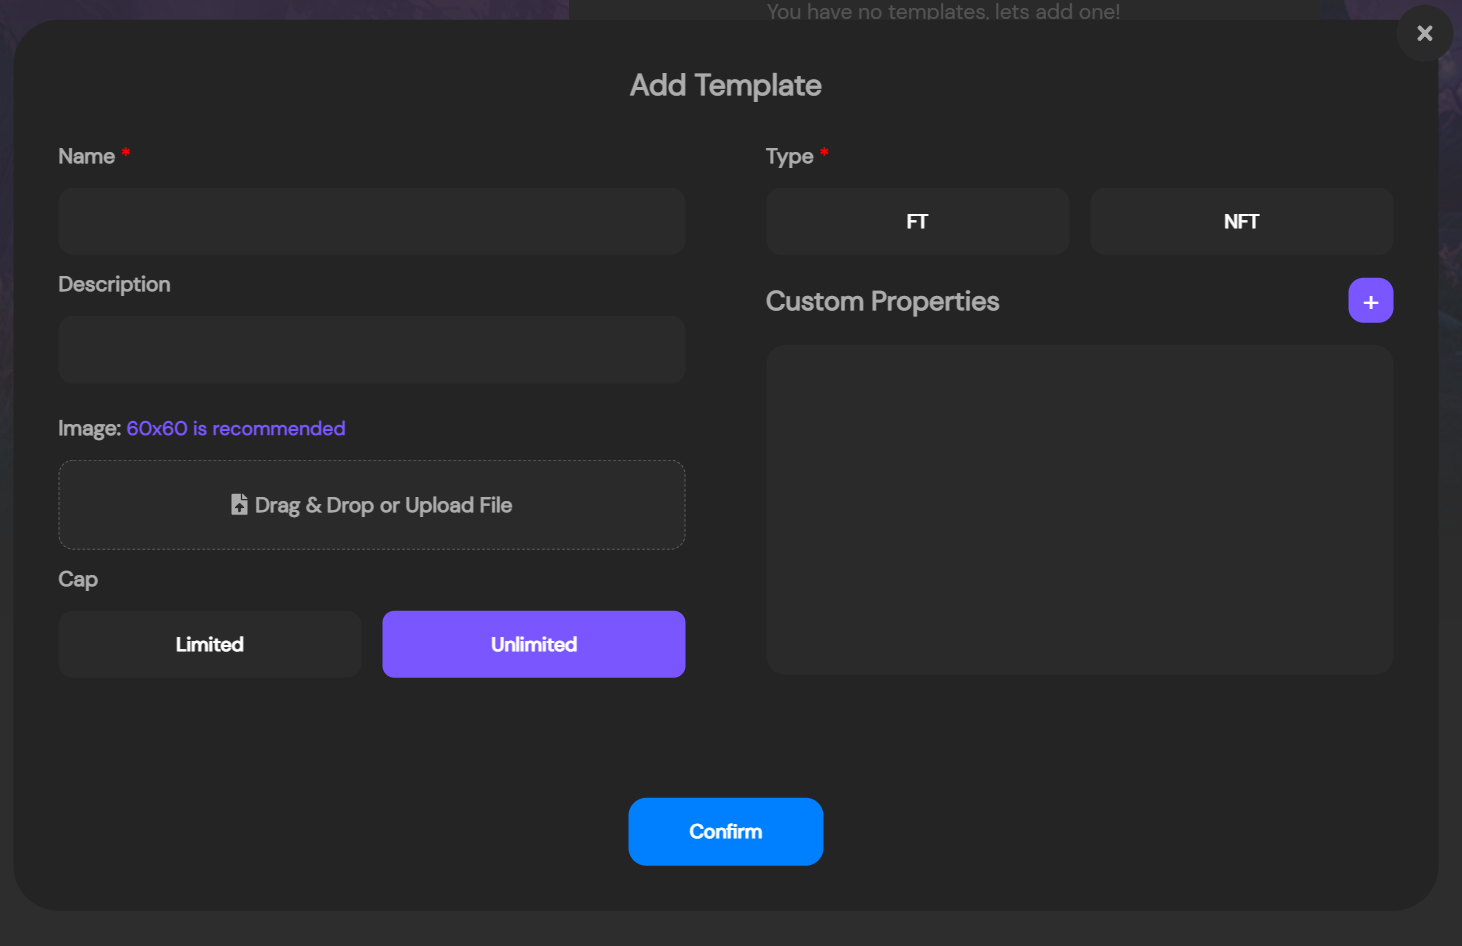 You have no templates, lets add one!
Add Template
Name *
Description
Image: 60x60 is recommended
Drag & Drop or Upload File
Cap
Limited
Unlimited
Type *
FT
NFT
Custom Properties
+
Confirm